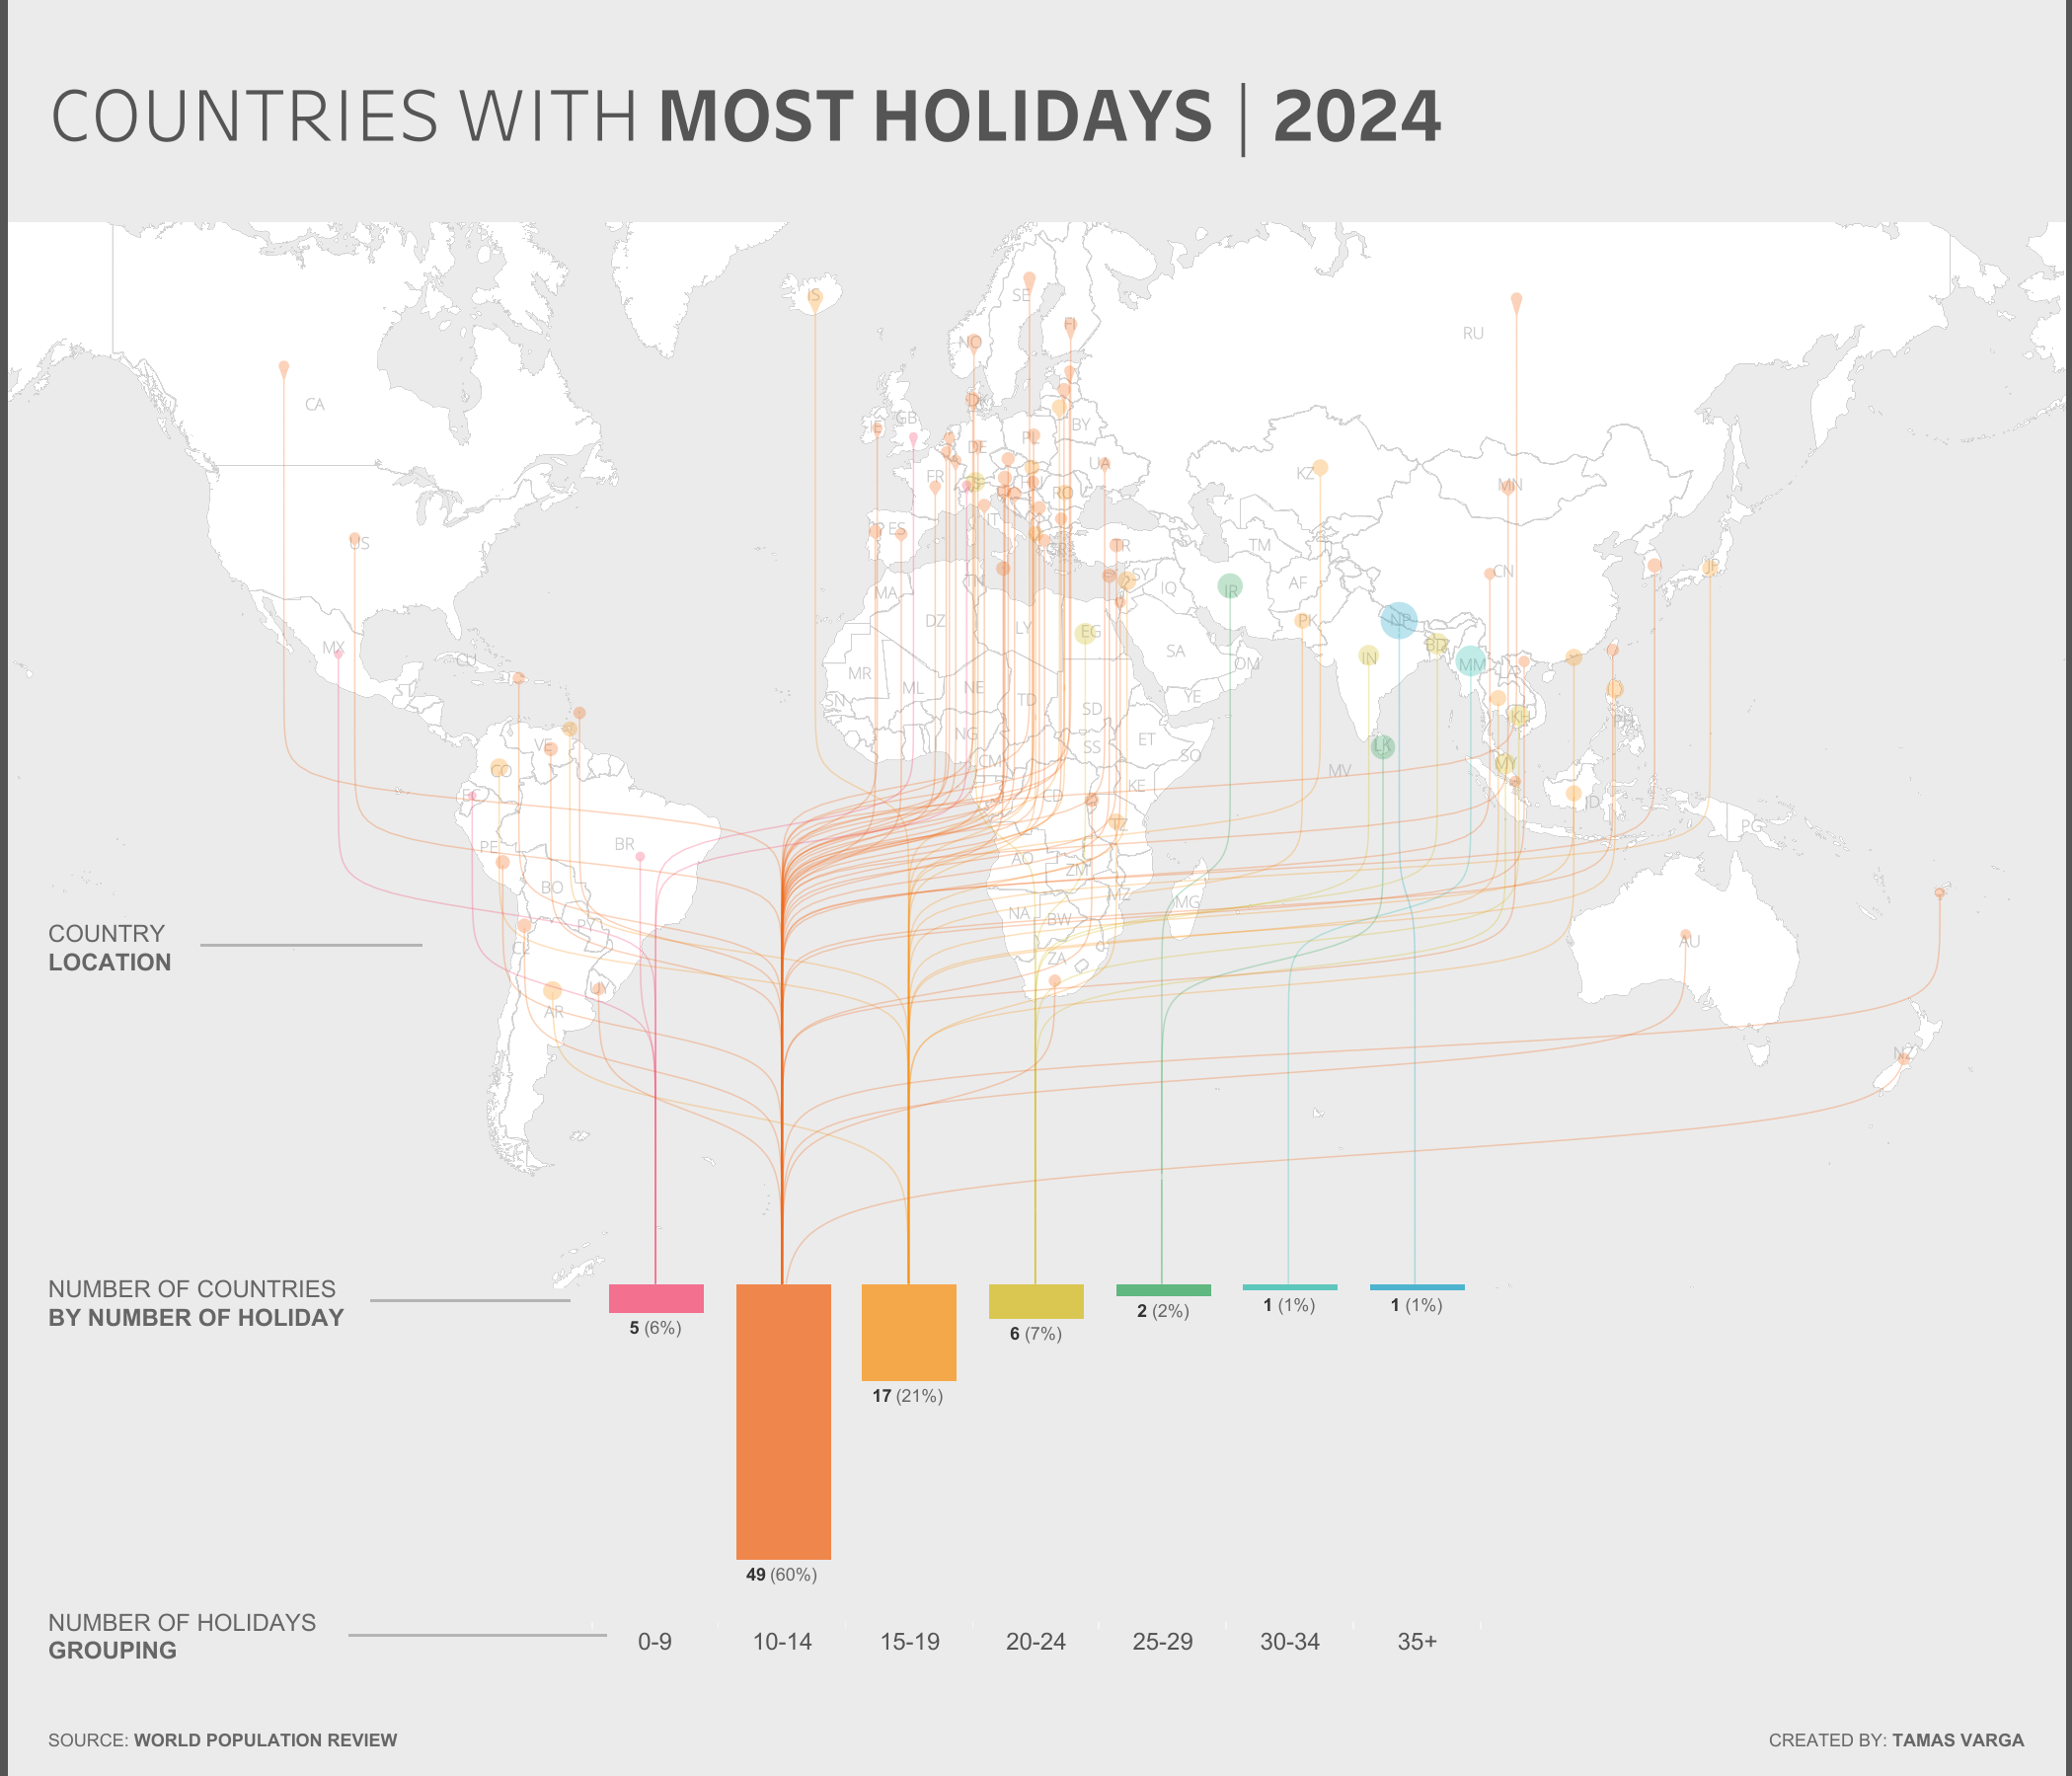 COUNTRIES WITH MOST HOLIDAYS | 2024
IS
SE
FI
NO
RU
CA
GB
IE
BY
PL
DE
UA
FR
KZ
MN
RO
IT
ES
US
TR
GR
TM
CN
JP
SY
IQ
AF
IR
MA
TN
DZ
LY
EG
PK
NP
MX
CU
SA
OM
IN
BD
MM
MR
ML
NE
TD
SN
SD
YE
KH
PH
NG
SS
ET
SO
VE
CO
CM
LK
MY
MV
EC
CD
KE
ID
TZ
PG
BR
PE
AO
ZM
BO
MZ
MG
NA
BW
PY
CL
ZA
AU
UY
AR
NZ
COUNTRY
LOCATION
NUMBER OF COUNTRIES
BY NUMBER OF HOLIDAY
5 (6%)
49 (60%)
17 (21%)
6 (7%)
2 (2%)
1 (1%)
1 (1%)
NUMBER OF HOLIDAYS
GROUPING
0-9
10-14
15-19
20-24
25-29
30-34
35+
SOURCE: WORLD POPULATION REVIEW
CREATED BY: TAMAS VARGA